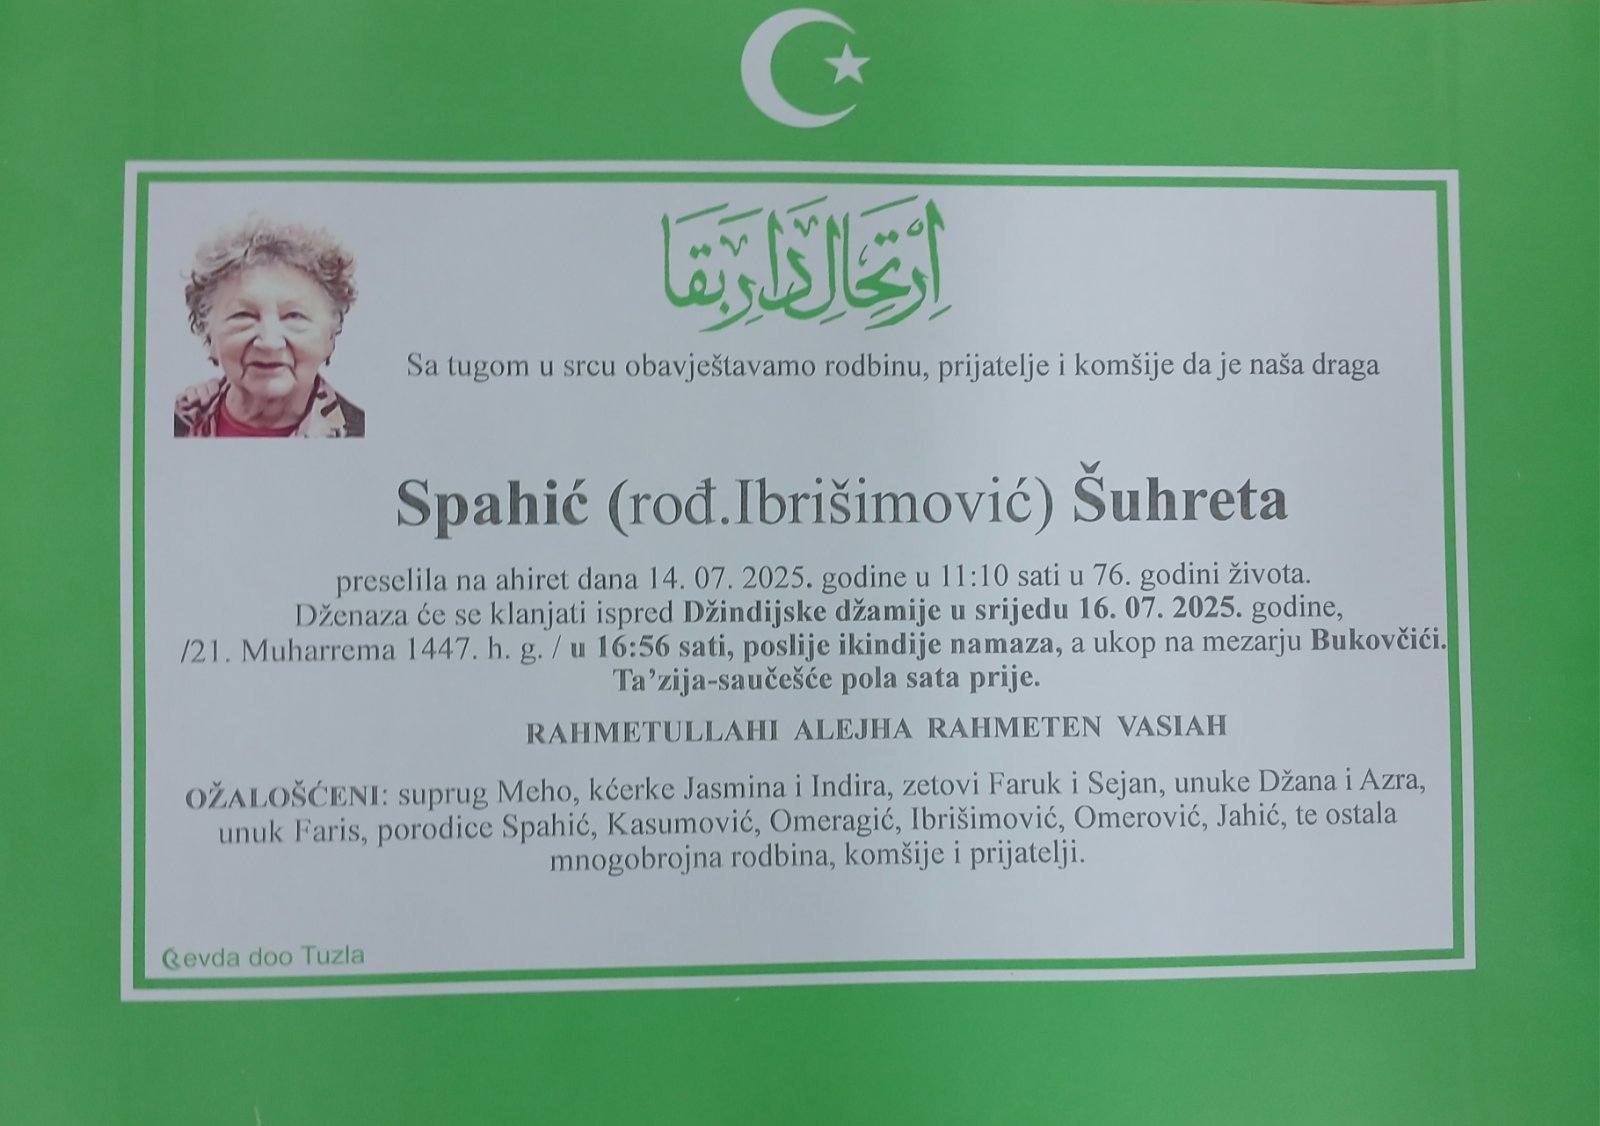 اِرْتِحَالِ دَارِ بَقَا
Sa tugom u srcu obavještavamo rodbinu, prijatelje i komšije da je naša draga
Spahić (rođ.Ibrišimović) Šuhreta
preselila na ahiret dana 14. 07. 2025. godine u 11:10 sati u 76. godini života.
Dženaza će se klanjati ispred Džindijske džamije u srijedu 16. 07. 2025. godine,
/21. Muharrema 1447. h. g. / u 16:56 sati, poslije ikindije namaza, a ukop na mezarju Bukovčići.
Ta’zija-saučešće pola sata prije.
RAHMETULLAHI ALEJHA RAHMETEN VASIAH
OŽALOŠĆENI: suprug Meho, kćerke Jasmina i Indira, zetovi Faruk i Sejan, unuke Džana i Azra,
unuk Faris, porodice Spahić, Kasumović, Omeragić, Ibrišimović, Omerović, Jahić, te ostala
mnogobrojna rodbina, komšije i prijatelji.
Revda doo Tuzla